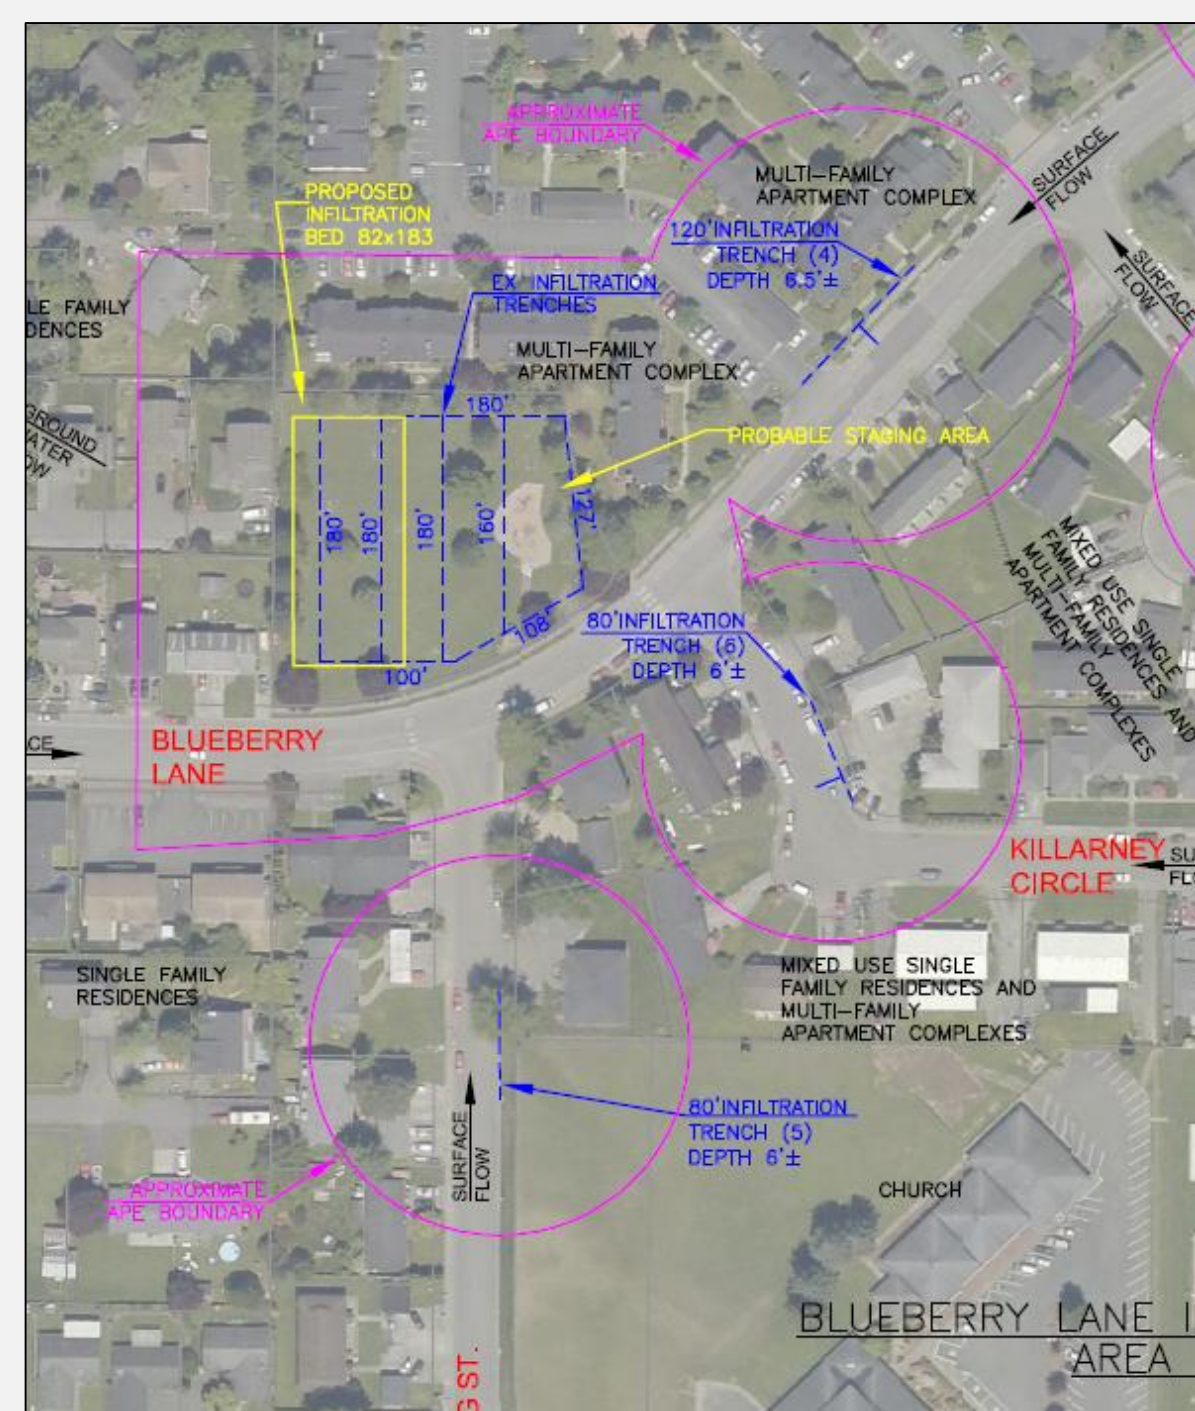 APPROXIMATE
APE BOUNDARY
MULTI-FAMILY
APARTMENT COMPLEX
SURFACE
FLOW
PROPOSED
INFILTRATION
BED 82x183
120'INFILTRATION
TRENCH (4)
DEPTH 6.5'±
SURFACE
FLOW
EX INFILTRATION
TRENCHES
LE FAMILY
DENCES
MULTI-FAMILY
APARTMENT COMPLEX
180'
GROUND
PROBABLE STAGING AREA
180'
180'
180'
160'
127'
MIXED USE SINGLE
FAMILY RESIDENCES AND
MULTI-FAMILY
APARTMENT COMPLEXES
108'
100'
80'INFILTRATION
TRENCH (6)
DEPTH 6'±
CE
BLUEBERRY
LANE
KILLARNEY
CIRCLE
SU
FLO
SINGLE FAMILY
RESIDENCES
MIXED USE SINGLE
FAMILY RESIDENCES AND
MULTI-FAMILY
APARTMENT COMPLEXES
80'INFILTRATION
TRENCH (5)
DEPTH 6'±
SURFACE
FLOW
APPROXIMATE
APE BOUNDARY
CHURCH
BLUEBERRY LANE I
AREA
G ST.